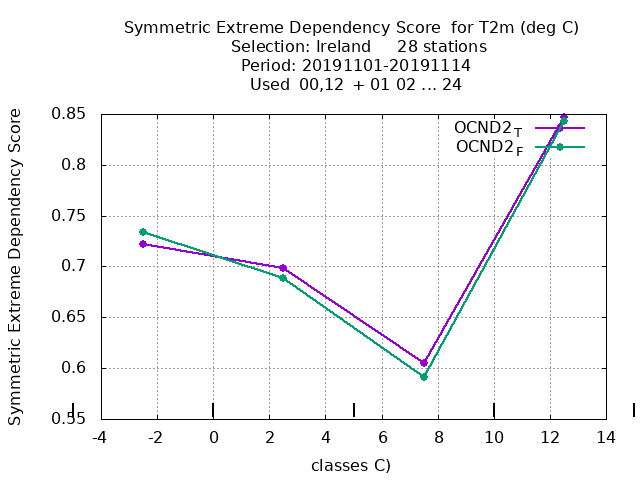 Symmetric Extreme Dependency Score for T2m (deg C)
Selection: Ireland 28 stations
Period: 20191101-20191114
Used 00,12 + 01 02 ... 24
Symmetric Extreme Dependency Score
0.85
0.8
0.75
0.7
0.65
0.6
0.55
OCND2T
OCND2F
-4 -2 0 2 4 6 8 10 12 14
classes C)